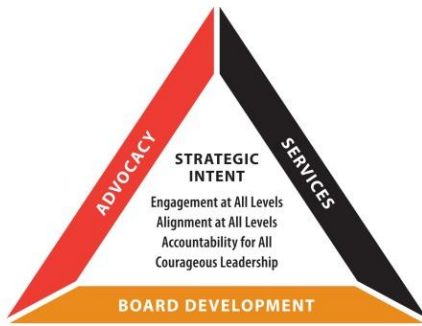 ADVOCACY
SERVICES
STRATEGIC
INTENT
Engagement at All Levels
Alignment at All Levels
Accountability for All
Courageous Leadership
BOARD DEVELOPMENT